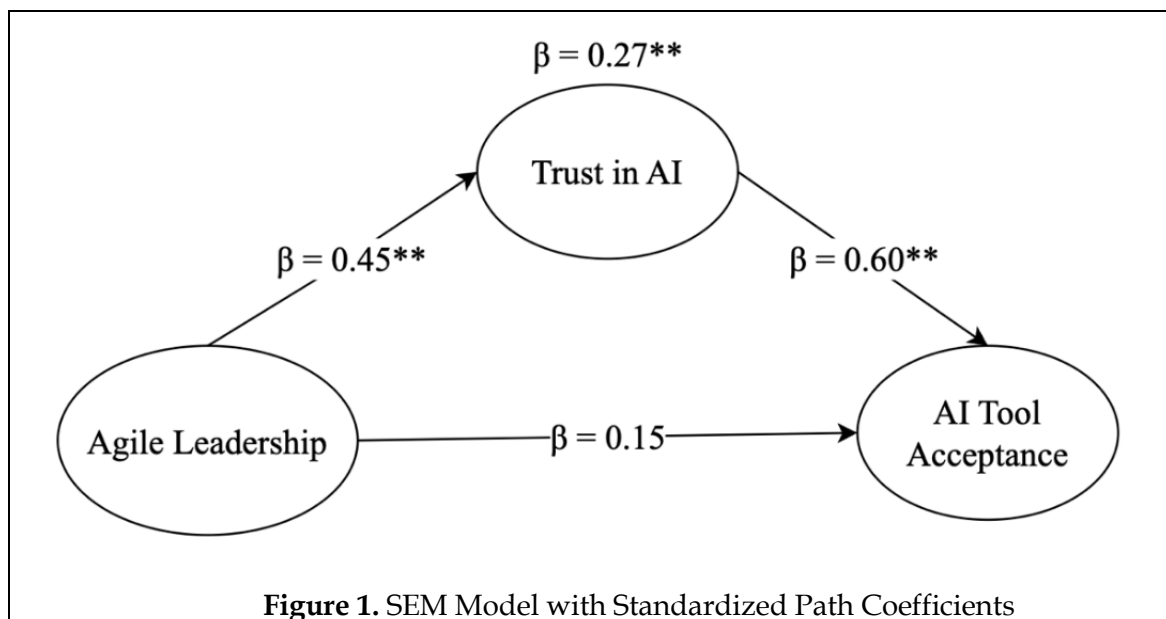 β = 0.27**
Trust in AI
β = 0.45**
β = 0.60**
Agile Leadership
β = 0.15
AI Tool
Acceptance
Figure 1. SEM Model with Standardized Path Coefficients